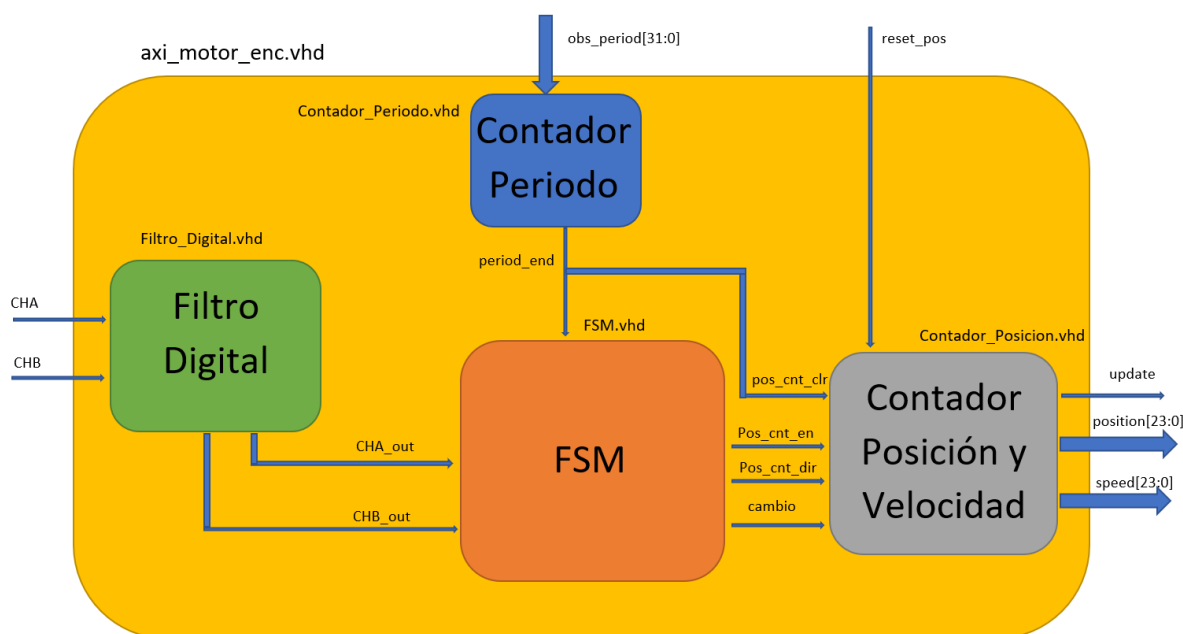 axi_motor_enc.vhd
obs_period[31:0]
reset_pos
Contador_Periodo.vhd
Contador
Periodo
Filtro_Digital.vhd
period_end
CHA
CHB
Filtro
Digital
FSM.vhd
Contador_Posicion.vhd
FSM
CHA_out
CHB_out
pos_cnt_clr
Pos_cnt_en
Pos_cnt_dir
cambio
Contador
Posición y
Velocidad
update
position[23:0]
speed[23:0]